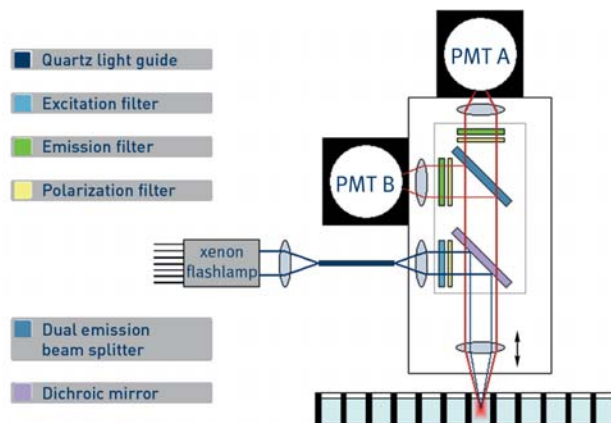 PMT A
Quartz light guide
Excitation filter
Emission filter
Polarization filter
PMT B
xenon
flashlamp
Dual emission
beam splitter
Dichroic mirror